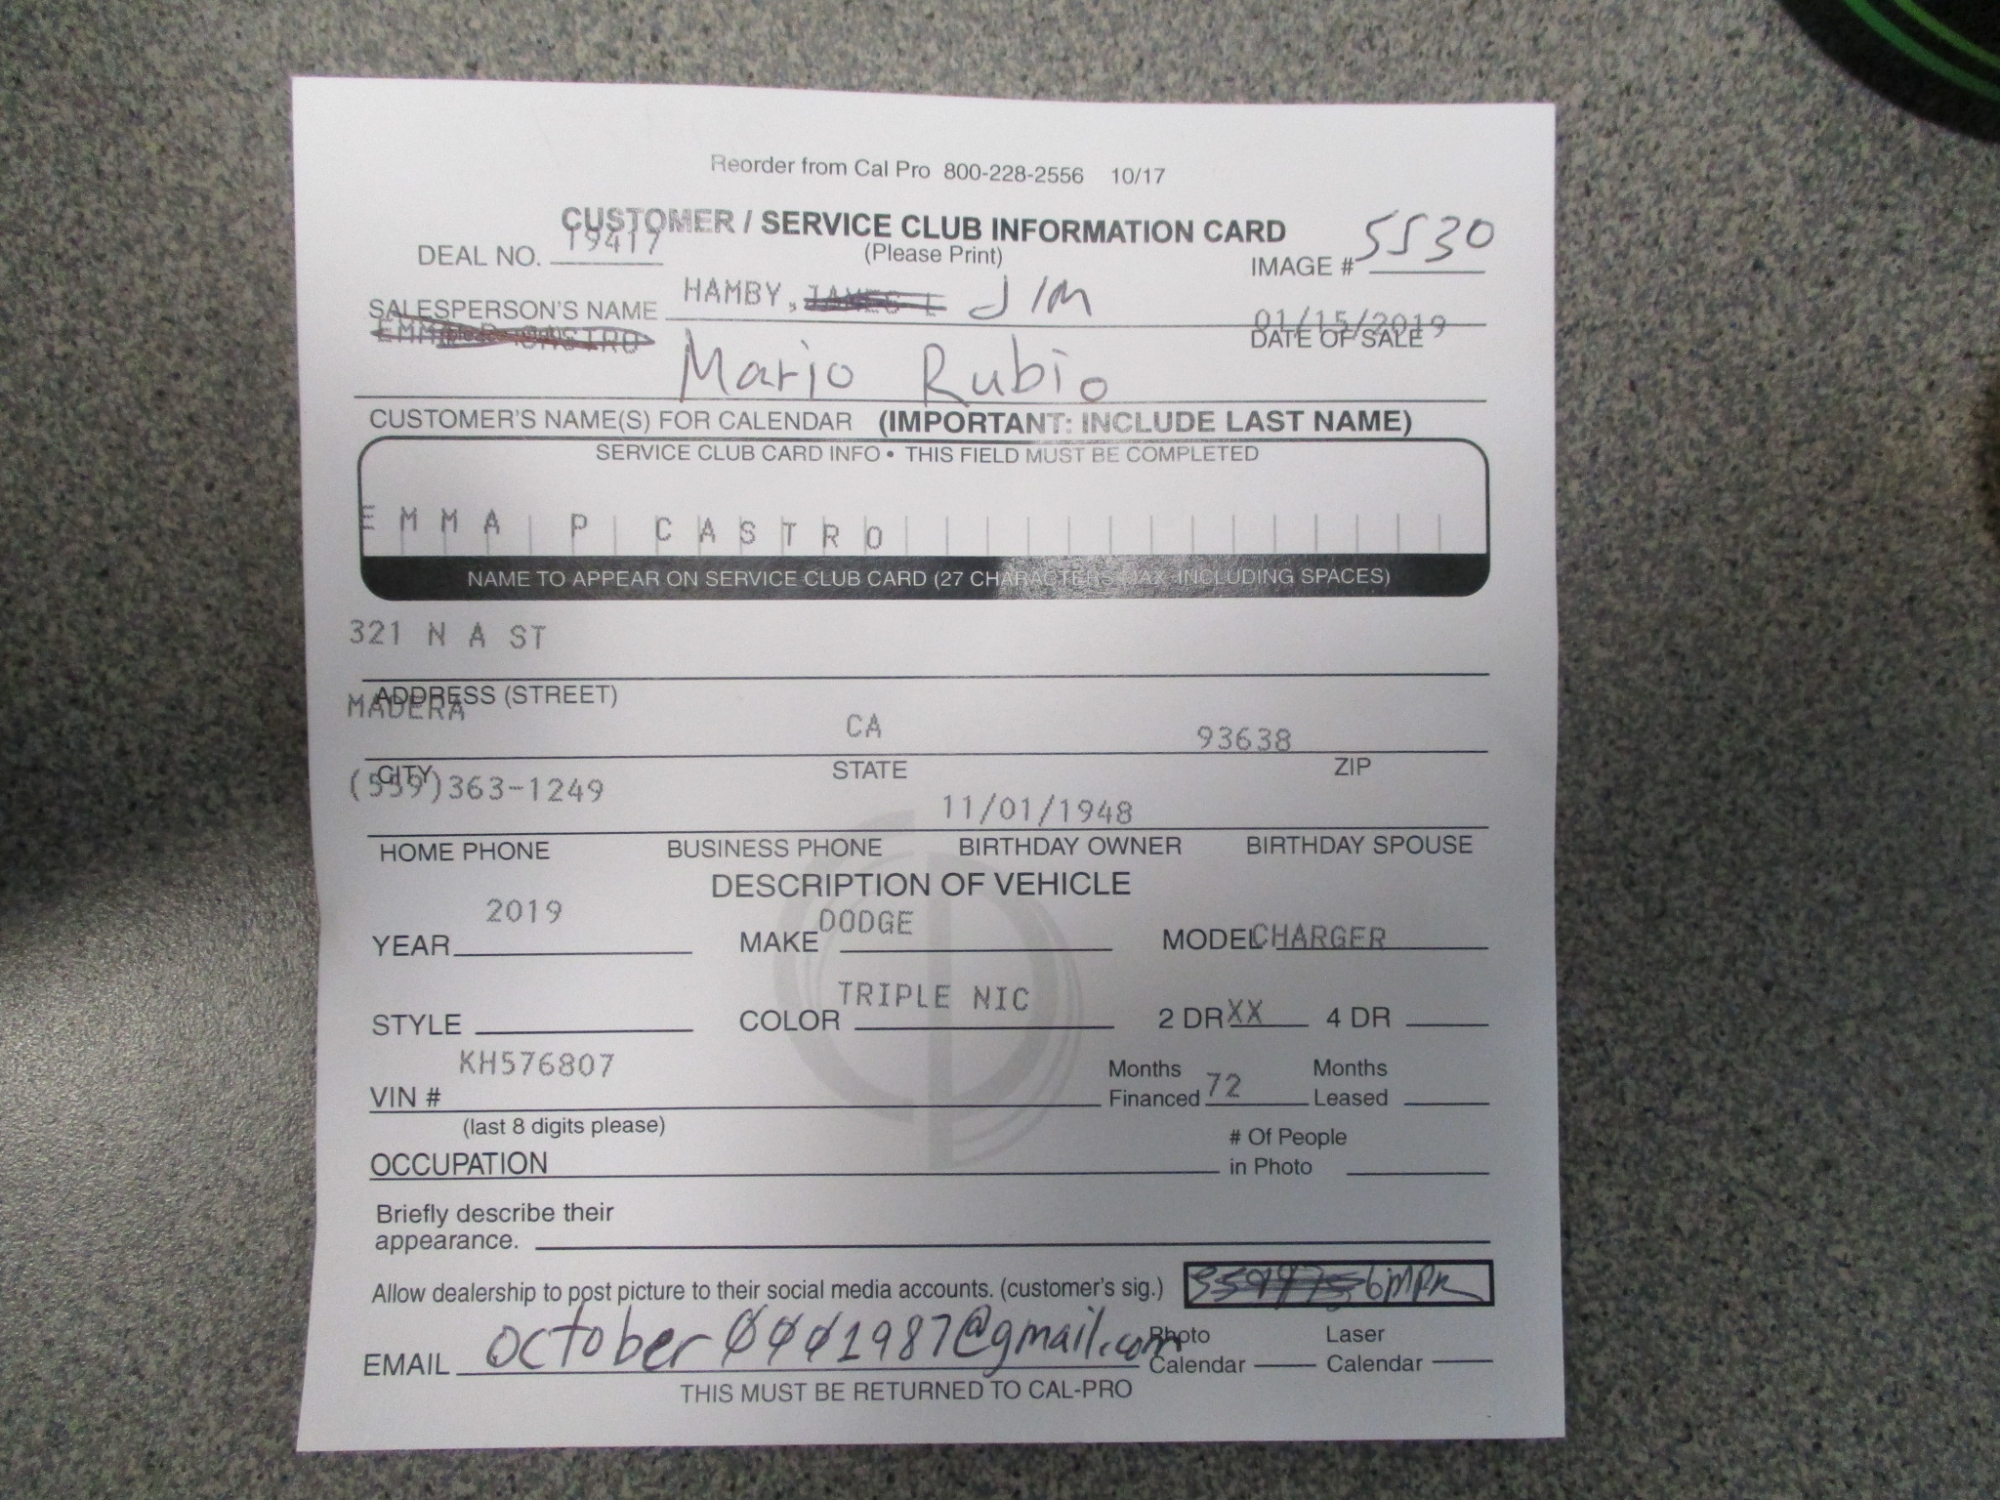 Reorder from Cal Pro 800-228-2556 10/17
CUSTOMER / SERVICE CLUB INFORMATION CARD
(Please Print)
DEAL NO. 19417
IMAGE # 5530
SALESPERSON'S NAME HAMBY, JAMES L JIM
01/15/2019
DATE OF SALE
EMMA P CASTRO
Mario Rubio
CUSTOMER'S NAME(S) FOR CALENDAR (IMPORTANT: INCLUDE LAST NAME)
SERVICE CLUB CARD INFO • THIS FIELD MUST BE COMPLETED
EMMA P CASTRO
NAME TO APPEAR ON SERVICE CLUB CARD (27 CHARACTERS MAX INCLUDING SPACES)
321 N A ST
ADDRESS (STREET)
MADERA CA 93638
CITY STATE ZIP
(559)363-1249 11/01/1948
HOME PHONE BUSINESS PHONE BIRTHDAY OWNER BIRTHDAY SPOUSE
DESCRIPTION OF VEHICLE
YEAR 2019 MAKE DODGE MODEL CHARGER
STYLE COLOR TRIPLE NIC 2 DR XX 4 DR
VIN # KH576807 Months Financed 72 Months Leased
(last 8 digits please)
OCCUPATION # Of People in Photo
Briefly describe their
appearance.
Allow dealership to post picture to their social media accounts. (customer's sig.)
EMAIL october0001987@gmail.com Photo Calendar Laser Calendar
THIS MUST BE RETURNED TO CAL-PRO